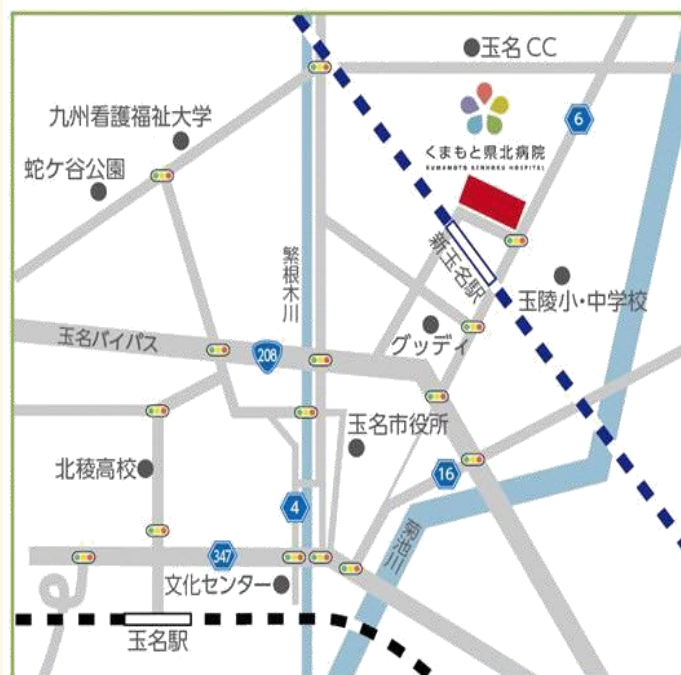 玉名CC
九州看護福祉大学
6
くまもと県北病院
KUMAMOTO KENHOKU HOSPITAL
蛇ケ谷公園
繁根木川
新玉名駅
玉陵小・中学校
玉名バイパス
208
グッディ
玉名市役所
北稜高校
16
4
菊池川
347
文化センター
玉名駅